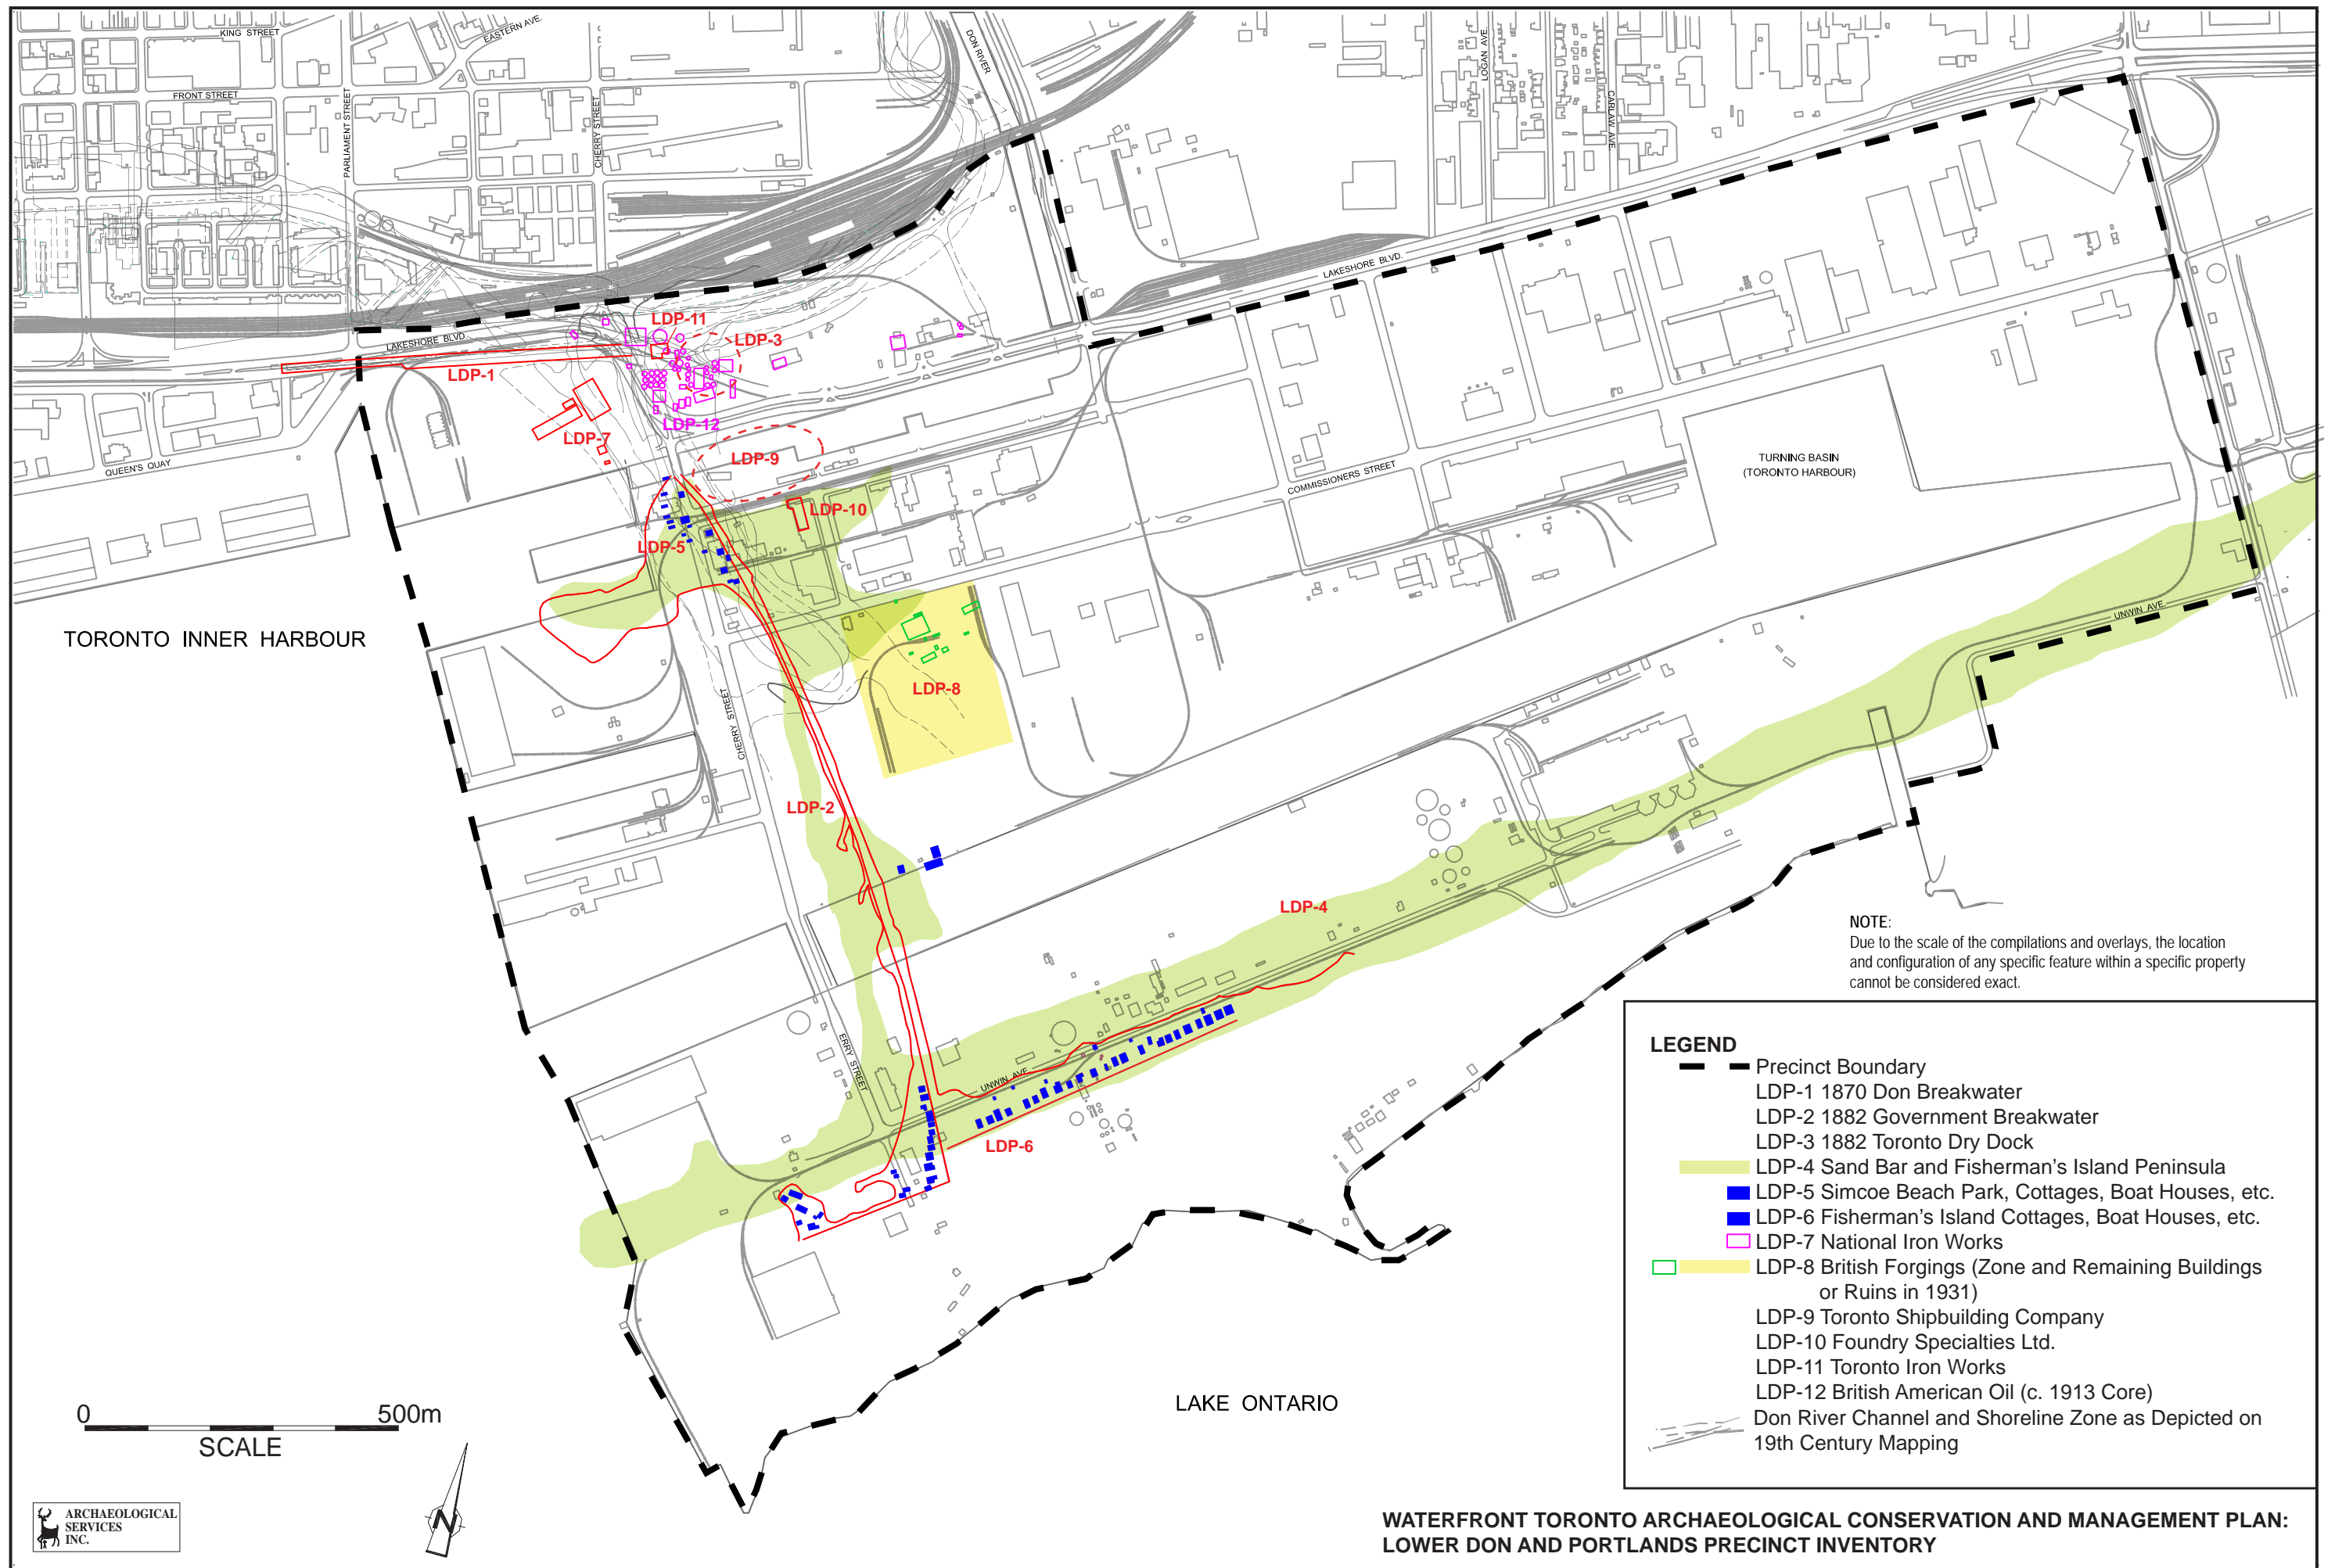 KING STREET
EASTERN AVE.
DON RIVER
LOGAN AVE.
CARLAW AVE.
FRONT STREET
PARLIAMENT STREET
CHERRY STREET
LAKESHORE BLVD.
LAKESHORE BLVD.
LDP-11
LDP-3
LDP-1
LDP-12
LDP-7
LDP-9
QUEEN'S QUAY
TURNING BASIN
(TORONTO HARBOUR)
COMMISSIONERS STREET
LDP-10
LDP-5
TORONTO INNER HARBOUR
UNWIN AVE.
LDP-8
CHERRY STREET
LDP-2
LDP-4
NOTE:
Due to the scale of the compilations and overlays, the location
and configuration of any specific feature within a specific property
cannot be considered exact.
ERRY STREET
UNWIN AVE.
LDP-6
LEGEND
Precinct Boundary
LDP-1 1870 Don Breakwater
LDP-2 1882 Government Breakwater
LDP-3 1882 Toronto Dry Dock
LDP-4 Sand Bar and Fisherman's Island Peninsula
LDP-5 Simcoe Beach Park, Cottages, Boat Houses, etc.
LDP-6 Fisherman's Island Cottages, Boat Houses, etc.
LDP-7 National Iron Works
LDP-8 British Forgings (Zone and Remaining Buildings
or Ruins in 1931)
LDP-9 Toronto Shipbuilding Company
LDP-10 Foundry Specialties Ltd.
LDP-11 Toronto Iron Works
LDP-12 British American Oil (c. 1913 Core)
Don River Channel and Shoreline Zone as Depicted on
19th Century Mapping
LAKE ONTARIO
0 500m
SCALE
N
ARCHAEOLOGICAL
SERVICES
INC.
WATERFRONT TORONTO ARCHAEOLOGICAL CONSERVATION AND MANAGEMENT PLAN:
LOWER DON AND PORTLANDS PRECINCT INVENTORY